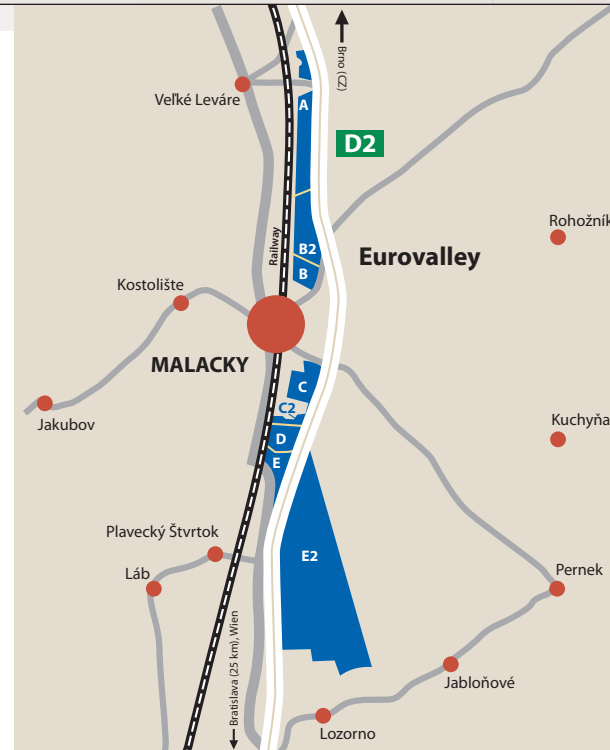 Brno (CZ)
Veľké Leváre
A
D2
Rohožník
Railway
B2
Eurovalley
B
Kostolište
MALACKY
C
C2
Jakubov
Kuchyňa
D
E
Plavecký Štvrtok
E2
Láb
Pernek
Bratislava (25 km), Wien
Jabloňové
Lozorno